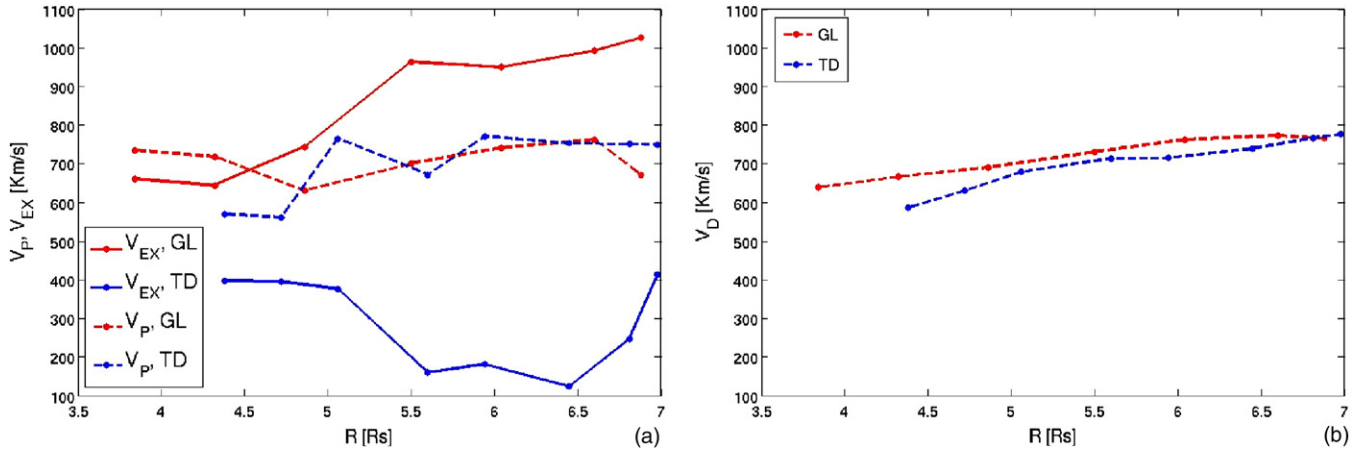 1100
1000
900
800
700
600
500
400
300
200
100
3.5 4 4.5 5 5.5 6 6.5 7
V_P, V_EX [Km/s]
R [Rs]
(a)
V_EX, GL
V_EX, TD
V_P, GL
V_P, TD
1100
1000
900
800
700
600
500
400
300
200
100
3.5 4 4.5 5 5.5 6 6.5 7
V_D [Km/s]
R [Rs]
(b)
GL
TD